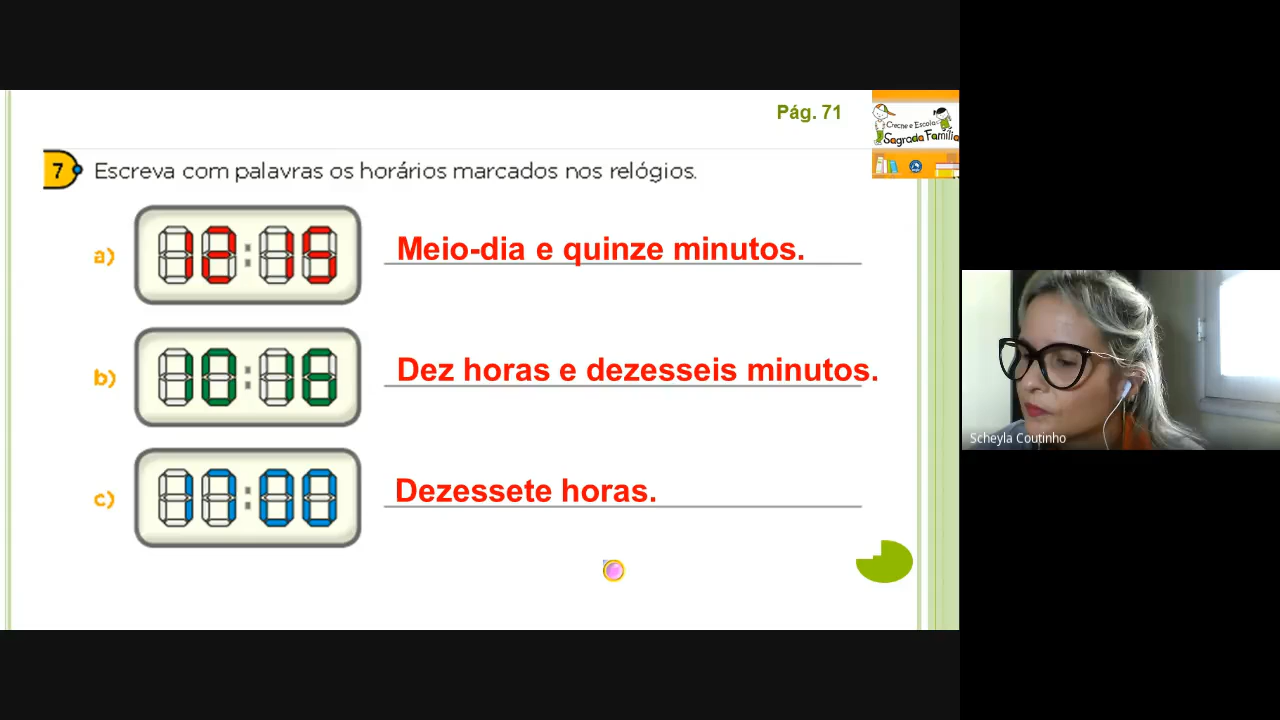 Pág. 71
Creche e Escola
Sagrada Família
7 Escreva com palavras os horários marcados nos relógios.
a) 12:15 Meio-dia e quinze minutos.
b) 10:16 Dez horas e dezesseis minutos.
Scheyla Coutinho
c) 17:00 Dezessete horas.